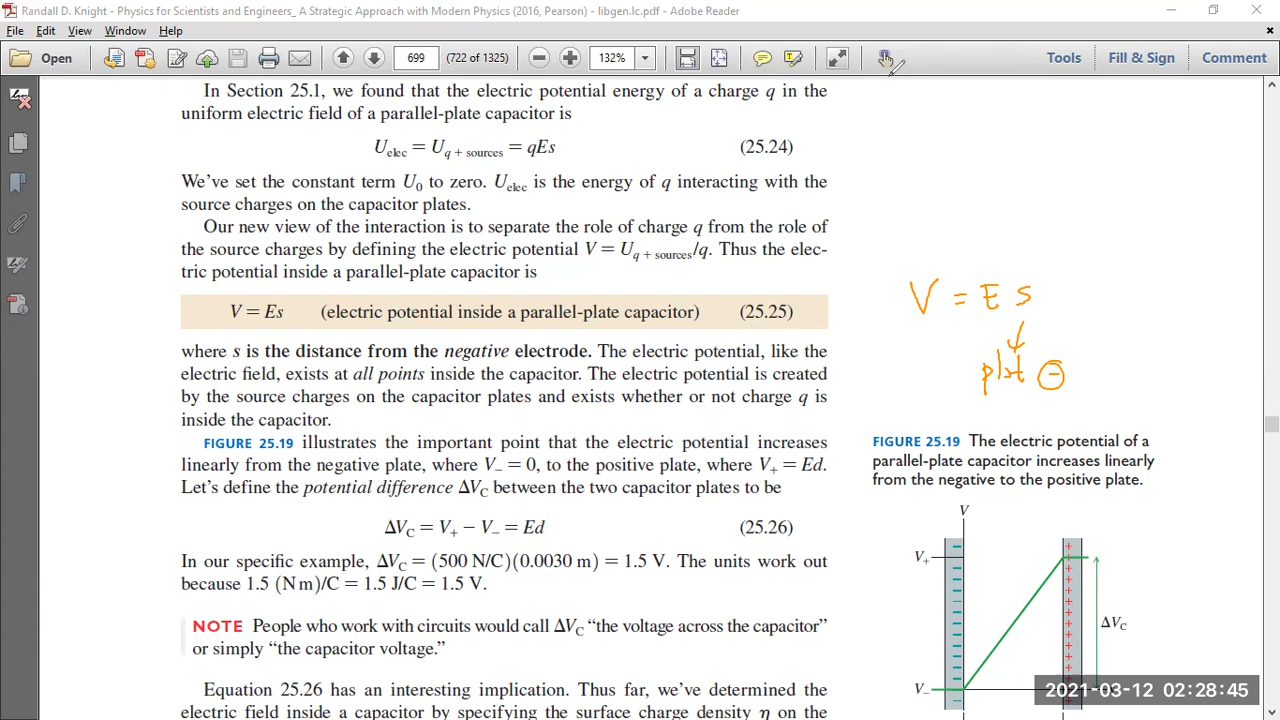 Randall D. Knight - Physics for Scientists and Engineers_ A Strategic Approach with Modern Physics (2016, Pearson) - libgen.lc.pdf - Adobe Reader
File Edit View Window Help
Open 699 (722 of 1325) 132% Tools Fill & Sign Comment
In Section 25.1, we found that the electric potential energy of a charge q in the
uniform electric field of a parallel-plate capacitor is
U_elec = U_q + sources = qEs (25.24)
We've set the constant term U₀ to zero. U_elec is the energy of q interacting with the
source charges on the capacitor plates.
Our new view of the interaction is to separate the role of charge q from the role of
the source charges by defining the electric potential V = U_q + sources/q. Thus the elec-
tric potential inside a parallel-plate capacitor is
V = Es (electric potential inside a parallel-plate capacitor) (25.25)
where s is the distance from the negative electrode. The electric potential, like the
electric field, exists at all points inside the capacitor. The electric potential is created
by the source charges on the capacitor plates and exists whether or not charge q is
inside the capacitor.
FIGURE 25.19 illustrates the important point that the electric potential increases
linearly from the negative plate, where V₋ = 0, to the positive plate, where V₊ = Ed.
Let's define the potential difference ΔV_C between the two capacitor plates to be
ΔV_C = V₊ − V₋ = Ed (25.26)
In our specific example, ΔV_C = (500 N/C)(0.0030 m) = 1.5 V. The units work out
because 1.5 (N m)/C = 1.5 J/C = 1.5 V.
NOTE People who work with circuits would call ΔV_C "the voltage across the capacitor"
or simply "the capacitor voltage."
Equation 25.26 has an interesting implication. Thus far, we've determined the
electric field inside a capacitor by specifying the surface charge density η on the
V = E s
plat ⊖
FIGURE 25.19 The electric potential of a
parallel-plate capacitor increases linearly
from the negative to the positive plate.
V
V₊
ΔV_C
V₋
2021-03-12 02:28:45